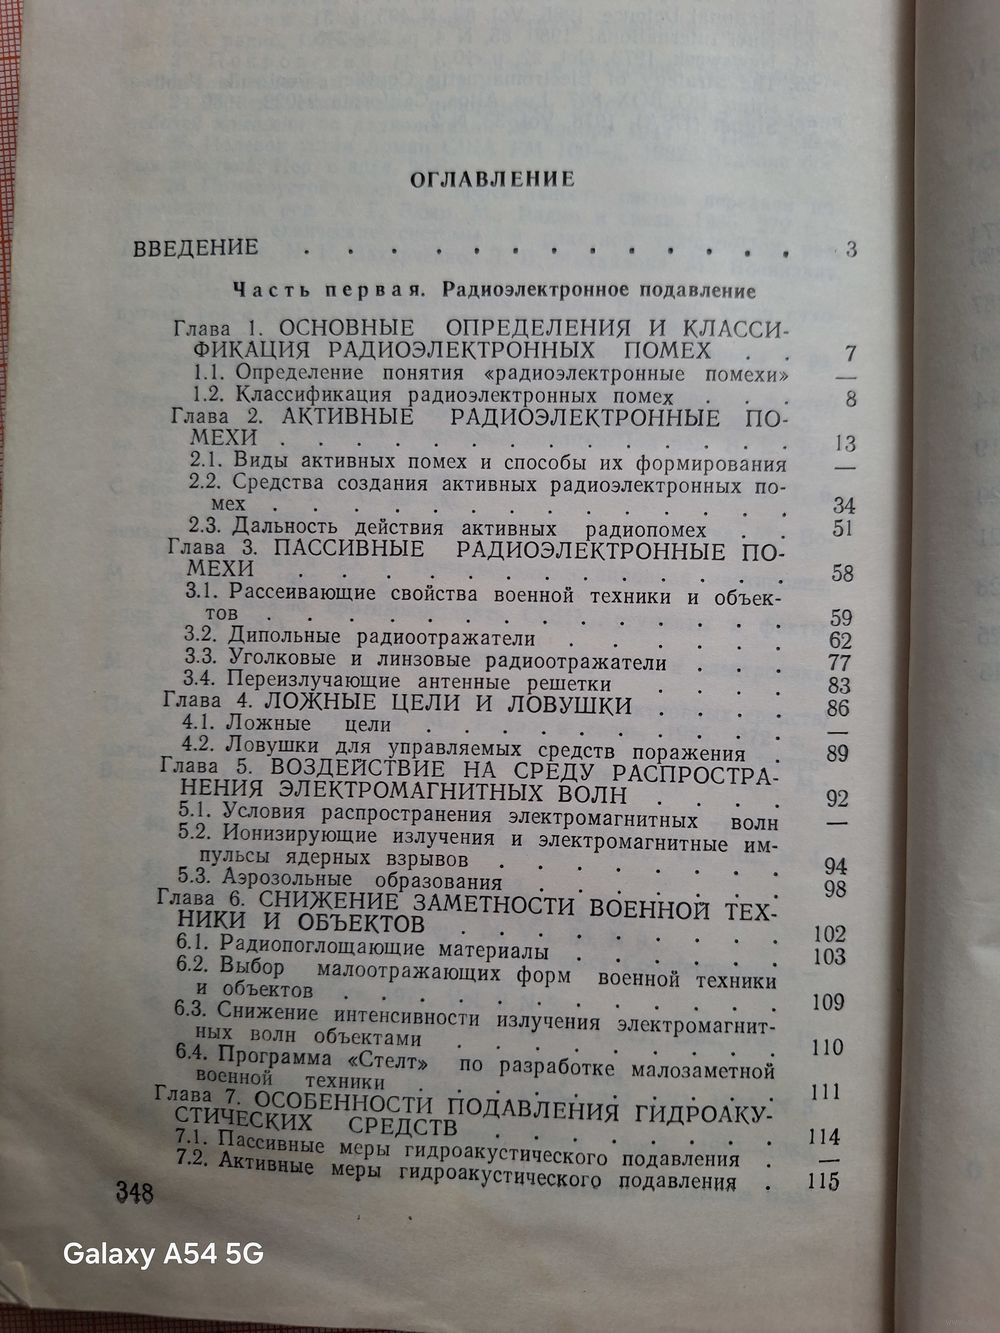 ОГЛАВЛЕНИЕ
ВВЕДЕНИЕ . . . . . . . . . . . . . 3
Часть первая. Радиоэлектронное подавление
Глава 1. ОСНОВНЫЕ ОПРЕДЕЛЕНИЯ И КЛАССИ-
ФИКАЦИЯ РАДИОЭЛЕКТРОННЫХ ПОМЕХ . . 7
1.1. Определение понятия «радиоэлектронные помехи» —
1.2. Классификация радиоэлектронных помех . . . 8
Глава 2. АКТИВНЫЕ РАДИОЭЛЕКТРОННЫЕ ПО-
МЕХИ . . . . . . . . . . . . . 13
2.1. Виды активных помех и способы их формирования —
2.2. Средства создания активных радиоэлектронных по-
мех . . . . . . . . . . . . . 34
2.3. Дальность действия активных радиопомех . . 51
Глава 3. ПАССИВНЫЕ РАДИОЭЛЕКТРОННЫЕ ПО-
МЕХИ . . . . . . . . . . . . 58
3.1. Рассеивающие свойства военной техники и объек-
тов . . . . . . . . . . . . . 59
3.2. Дипольные радиоотражатели . . . . . . 62
3.3. Уголковые и линзовые радиоотражатели . . . 77
3.4. Переизлучающие антенные решетки . . . . 83
Глава 4. ЛОЖНЫЕ ЦЕЛИ И ЛОВУШКИ . . . . 86
4.1. Ложные цели . . . . . . . . . —
4.2. Ловушки для управляемых средств поражения . 89
Глава 5. ВОЗДЕЙСТВИЕ НА СРЕДУ РАСПРОСТРА-
НЕНИЯ ЭЛЕКТРОМАГНИТНЫХ ВОЛН . . . . 92
5.1. Условия распространения электромагнитных волн —
5.2. Ионизирующие излучения и электромагнитные им-
пульсы ядерных взрывов . . . . . . . . 94
5.3. Аэрозольные образования . . . . . . . 98
Глава 6. СНИЖЕНИЕ ЗАМЕТНОСТИ ВОЕННОЙ ТЕХ-
НИКИ И ОБЪЕКТОВ . . . . . . . . 102
6.1. Радиопоглощающие материалы . . . . . . 103
6.2. Выбор малоотражающих форм военной техники
и объектов . . . . . . . . . . . 109
6.3. Снижение интенсивности излучения электромагнит-
ных волн объектами . . . . . . . . . 110
6.4. Программа «Стелт» по разработке малозаметной
военной техники . . . . . . . . . . 111
Глава 7. ОСОБЕННОСТИ ПОДАВЛЕНИЯ ГИДРОАКУ-
СТИЧЕСКИХ СРЕДСТВ . . . . . . . . 114
7.1. Пассивные меры гидроакустического подавления . —
7.2. Активные меры гидроакустического подавления . 115
348
Galaxy A54 5G